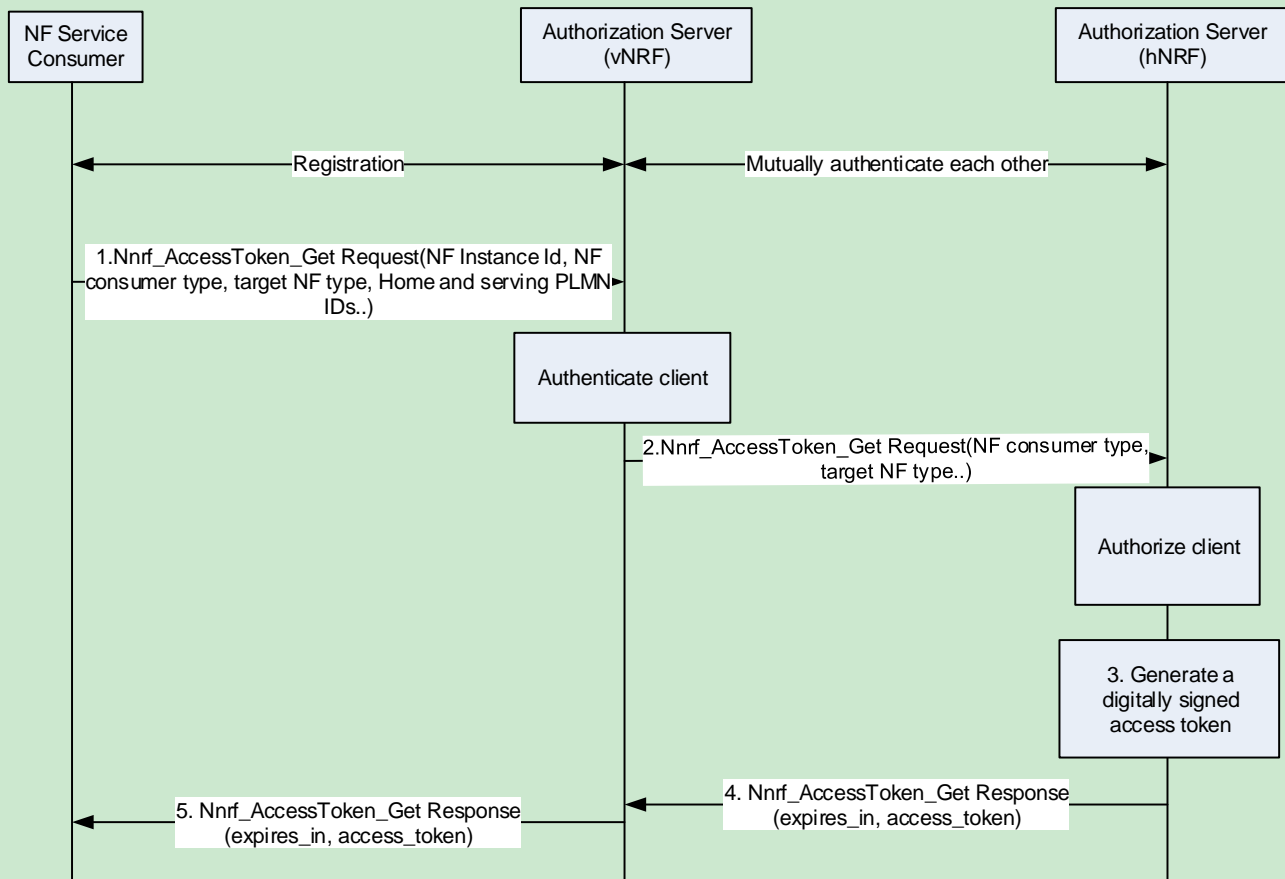 NF Service
Consumer
Authorization Server
(vNRF)
Authorization Server
(hNRF)
Registration
Mutually authenticate each other
1.Nnrf_AccessToken_Get Request(NF Instance Id, NF
consumer type, target NF type, Home and serving PLMN
IDs..)
Authenticate client
2.Nnrf_AccessToken_Get Request(NF consumer type,
target NF type..)
Authorize client
3. Generate a
digitally signed
access token
4. Nnrf_AccessToken_Get Response
(expires_in, access_token)
5. Nnrf_AccessToken_Get Response
(expires_in, access_token)